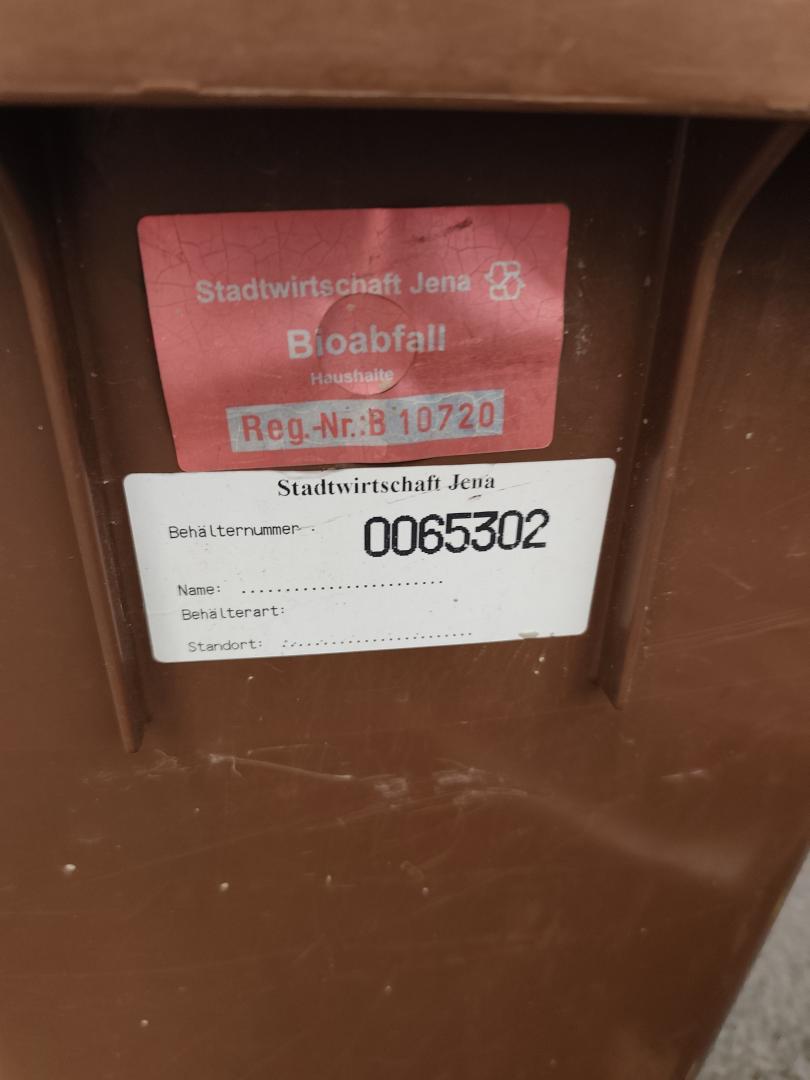 Stadtwirtschaft Jena
Bioabfall
Haushalte
Reg.-Nr.:B 10720
Stadtwirtschaft Jena
Behälternummer
0065302
Name: ........................
Behälterart:
Standort: ........................